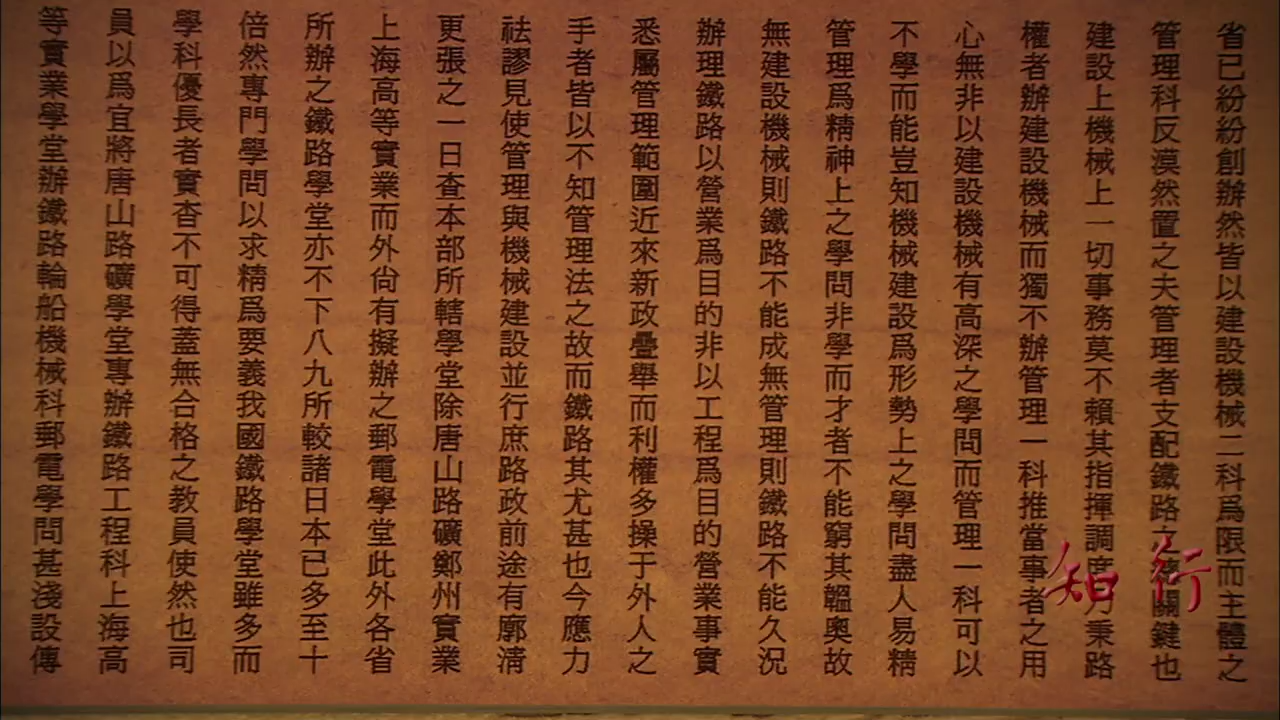 省已紛紛創辦然皆以建設機械二科爲限而主體之
管理科反漠然置之夫管理者支配鐵路之總關鍵也
建設上機械上一切事務莫不賴其指揮調度乃秉路
權者辦建設機械而獨不辦管理一科推當事者之用
心無非以建設機械有高深之學問而管理一科可以
不學而能豈知機械建設爲形勢上之學問盡人易精
管理爲精神上之學問非學而才者不能窮其韞奧故
無建設機械則鐵路不能成無管理則鐵路不能久況
辦理鐵路以營業爲目的非以工程爲目的營業事實
悉屬管理範圍近來新政疊舉而利權多操于外人之
手者皆以不知管理法之故而鐵路其尤甚也今應力
祛謬見使管理與機械建設並行庶路政前途有廓清
更張之一日查本部所轄學堂除唐山路礦鄭州實業
上海高等實業而外尙有擬辦之郵電學堂此外各省
所辦之鐵路學堂亦不下八九所較諸日本已多至十
倍然專門學問以求精爲要義我國鐵路學堂雖多而
學科優長者實杳不可得蓋無合格之教員使然也司
員以爲宜將唐山路礦學堂專辦鐵路工程科上海高
等實業學堂辦鐵路輪船機械科郵電學問甚淺設傳
知行